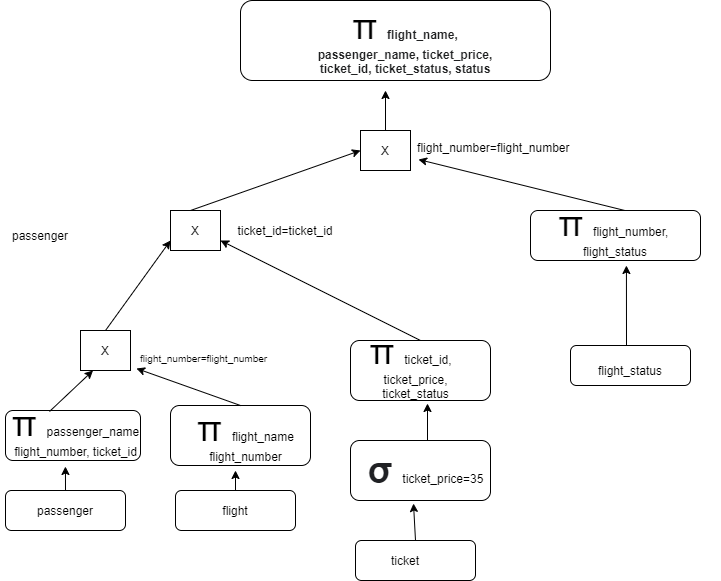 π flight_name,
passenger_name, ticket_price,
ticket_id, ticket_status, status
X
flight_number=flight_number
passenger
X
ticket_id=ticket_id
π flight_number,
flight_status
X
flight_number=flight_number
π ticket_id,
ticket_price,
ticket_status
flight_status
π passenger_name
flight_number, ticket_id
π flight_name
flight_number
σ ticket_price=35
passenger
flight
ticket